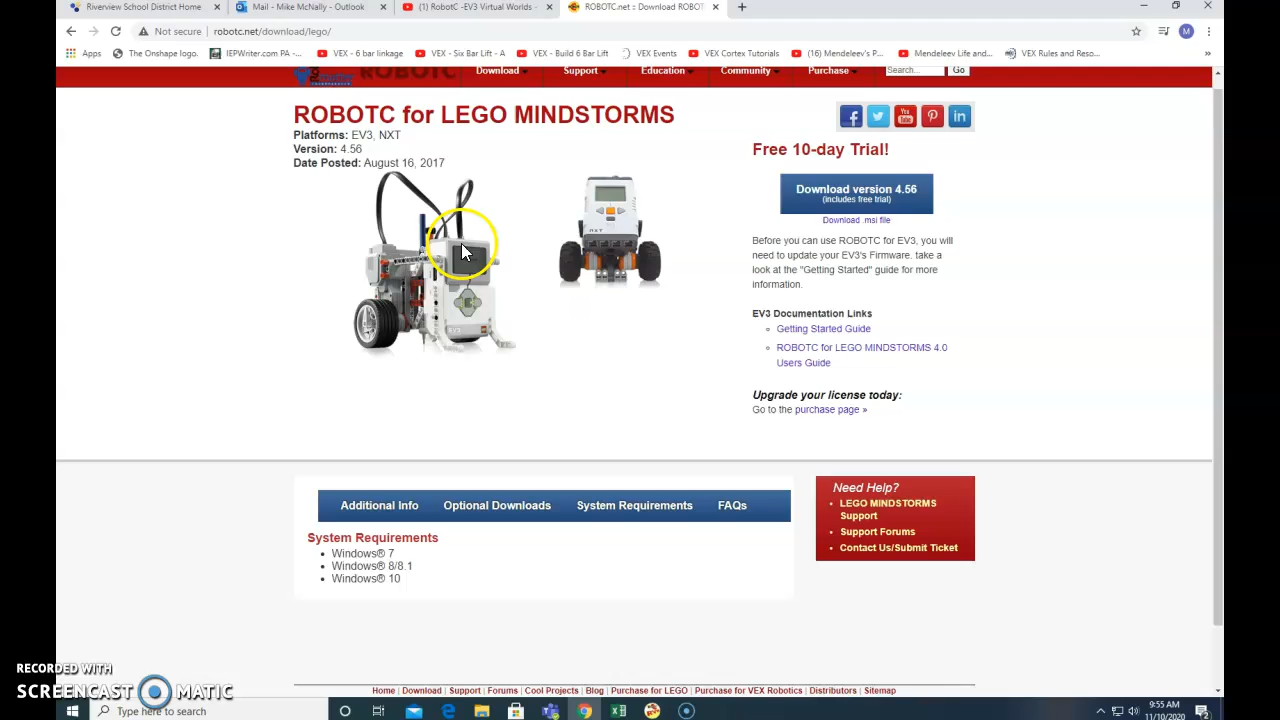 Riverview School District Home
Mail - Mike McNally - Outlook
(1) RobotC -EV3 Virtual Worlds -
ROBOTC.net :: Download ROBOT
Not secure | robotc.net/download/lego/
M
Apps
The Onshape logo.
IEPWriter.com PA -...
VEX - 6 bar linkage
VEX - Six Bar Lift - A
VEX - Build 6 Bar Lift
VEX Events
VEX Cortex Tutorials
(16) Mendeleev's P...
Mendeleev Life and...
VEX Rules and Reso...
ROBOTC
Download
Support
Education
Community
Purchase
Search...
Go
ROBOTC for LEGO MINDSTORMS
Platforms: EV3, NXT
Version: 4.56
Date Posted: August 16, 2017
NXT
EV3
You Tube
Free 10-day Trial!
Download version 4.56
(includes free trial)
Download .msi file
Before you can use ROBOTC for EV3, you will
need to update your EV3's Firmware. take a
look at the "Getting Started" guide for more
information.
EV3 Documentation Links
Getting Started Guide
ROBOTC for LEGO MINDSTORMS 4.0
Users Guide
Upgrade your license today:
Go to the purchase page »
Additional Info
Optional Downloads
System Requirements
FAQs
System Requirements
Windows® 7
Windows® 8/8.1
Windows® 10
Need Help?
LEGO MINDSTORMS
Support
Support Forums
Contact Us/Submit Ticket
Home | Download | Support | Forums | Cool Projects | Blog | Purchase for LEGO | Purchase for VEX Robotics | Distributors | Sitemap
RECORDED WITH
SCREENCAST MATIC
Type here to search
9:55 AM
11/10/2020
2